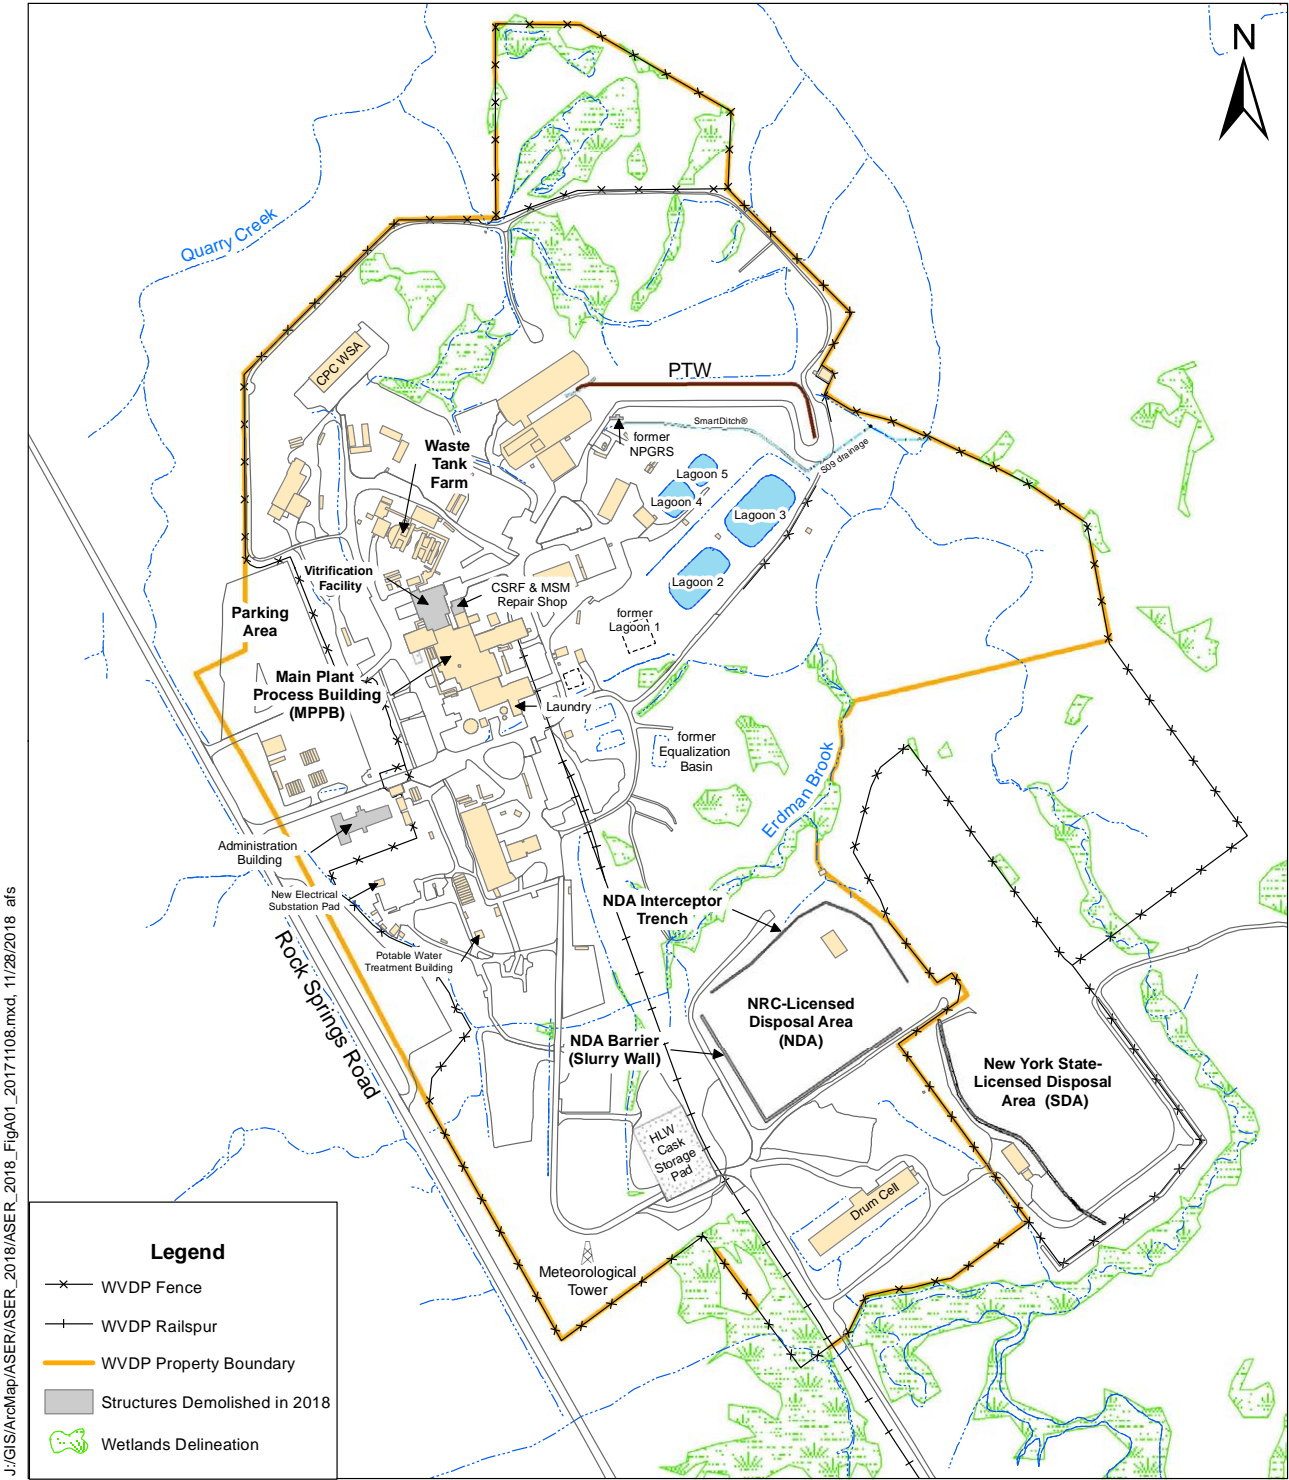 N
Quarry Creek
CPC WSA
PTW
SmartDitch®
former
NPGRS
S09 drainage
Waste
Tank
Farm
Lagoon 5
Lagoon 4
Lagoon 3
Lagoon 2
Vitrification
Facility
CSRF & MSM
Repair Shop
former
Lagoon 1
Parking
Area
Main Plant
Process Building
(MPPB)
Laundry
former
Equalization
Basin
Erdman Brook
Administration
Building
New Electrical
Substation Pad
NDA Interceptor
Trench
Potable Water
Treatment Building
Rock Springs Road
NRC-Licensed
Disposal Area
(NDA)
NDA Barrier
(Slurry Wall)
New York State-
Licensed Disposal
Area (SDA)
HLW
Cask
Storage
Pad
Drum Cell
Meteorological
Tower
Legend
WVDP Fence
WVDP Railspur
WVDP Property Boundary
Structures Demolished in 2018
Wetlands Delineation
J:/GIS/ArcMap/ASER/ASER_2018/ASER_2018_FigA01_20171108.mxd, 11/28/2018 afs